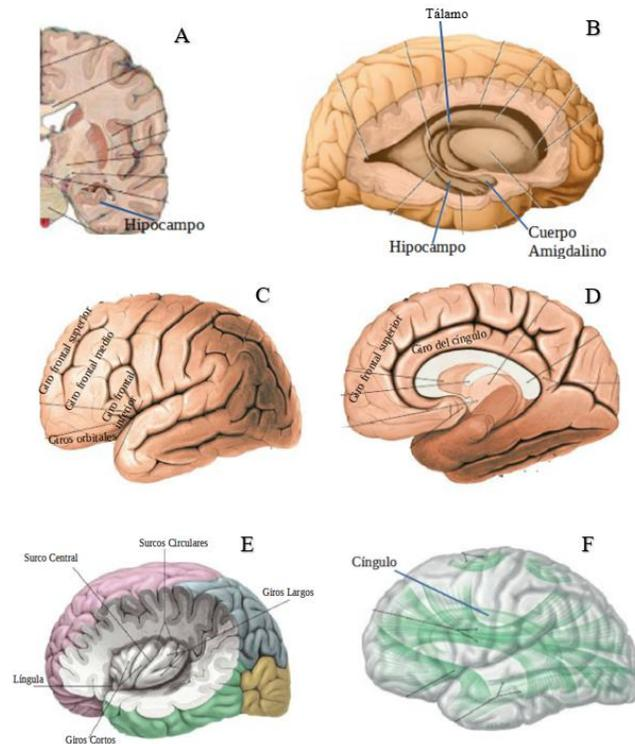 A
Hipocampo
Tálamo
B
Hipocampo
Cuerpo
Amigdalino
C
Giro frontal superior
Giro frontal medio
Giro frontal
inferior
Giros orbitales
D
Giro frontal superior
Giro del cíngulo
E
Surcos Circulares
Surco Central
Giros Largos
Língula
Giros Cortos
F
Cíngulo